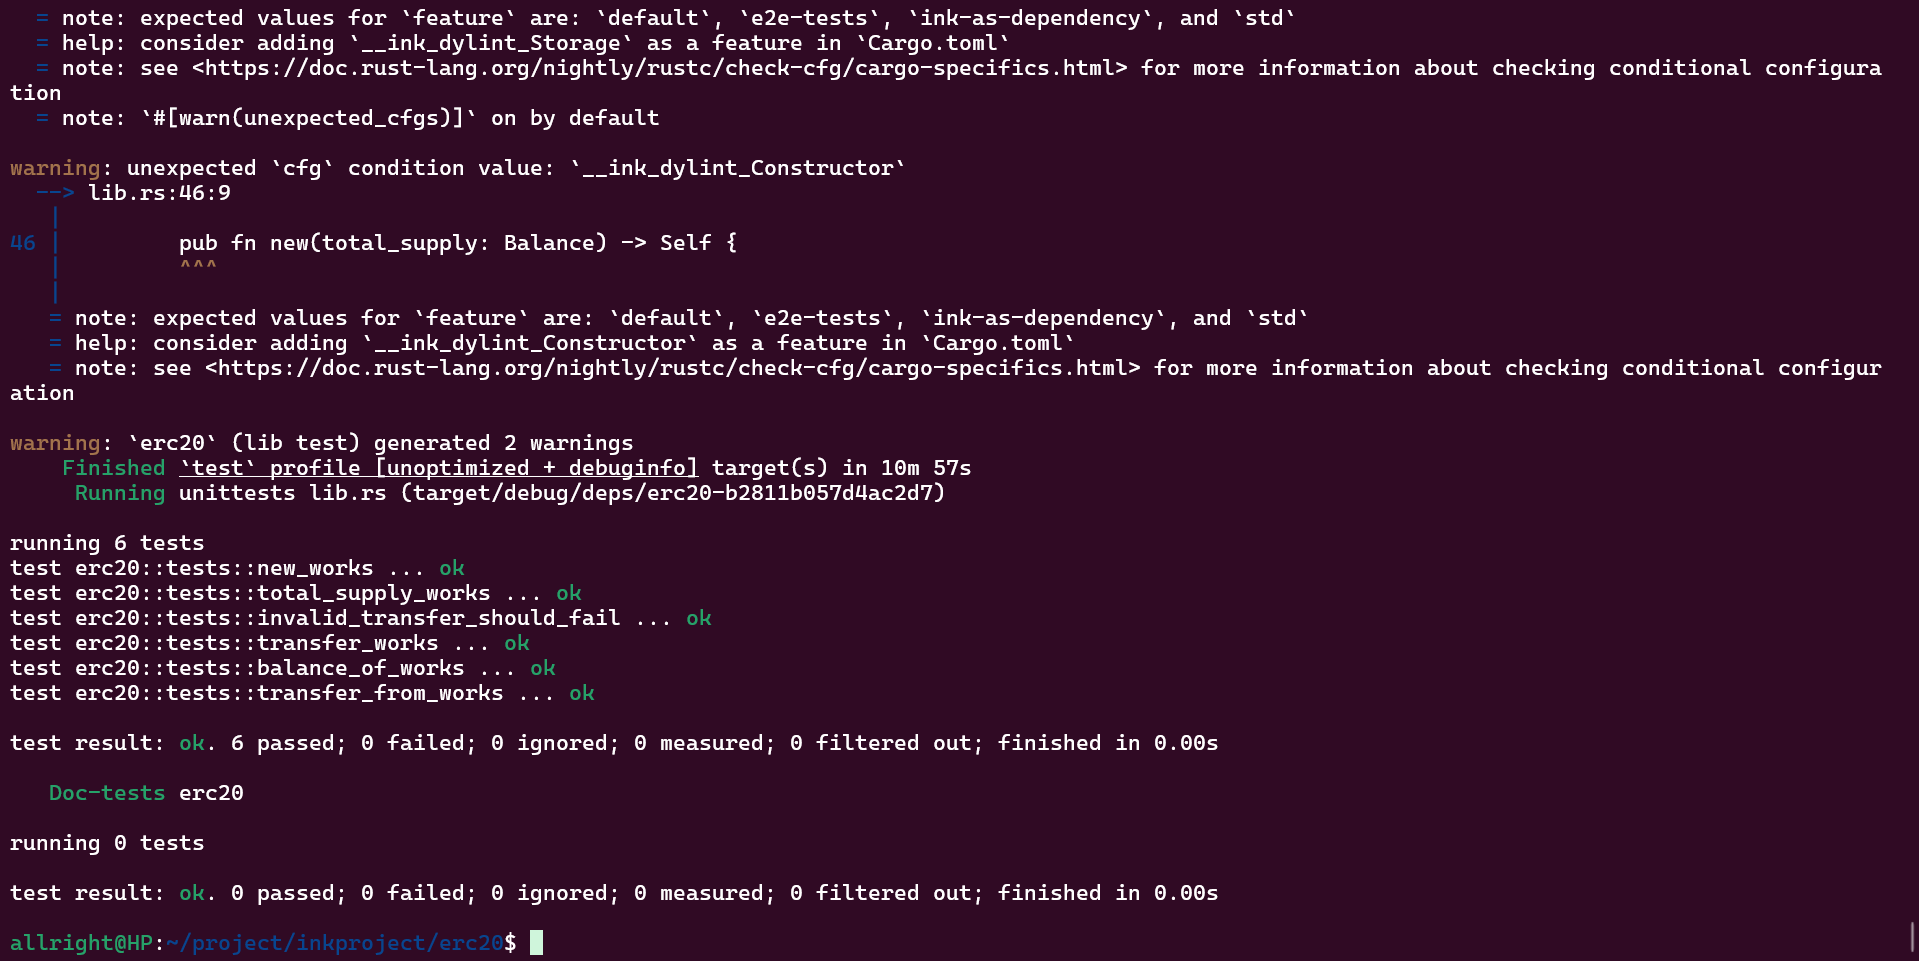 = note: expected values for `feature` are: `default`, `e2e-tests`, `ink-as-dependency`, and `std`
= help: consider adding `__ink_dylint_Storage` as a feature in `Cargo.toml`
= note: see <https://doc.rust-lang.org/nightly/rustc/check-cfg/cargo-specifics.html> for more information about checking conditional configura
tion
= note: `#[warn(unexpected_cfgs)]` on by default
warning: unexpected `cfg` condition value: `__ink_dylint_Constructor`
--> lib.rs:46:9
|
46 |         pub fn new(total_supply: Balance) -> Self {
|         ^^^
|
= note: expected values for `feature` are: `default`, `e2e-tests`, `ink-as-dependency`, and `std`
= help: consider adding `__ink_dylint_Constructor` as a feature in `Cargo.toml`
= note: see <https://doc.rust-lang.org/nightly/rustc/check-cfg/cargo-specifics.html> for more information about checking conditional configur
ation
warning: `erc20` (lib test) generated 2 warnings
Finished `test` profile [unoptimized + debuginfo] target(s) in 10m 57s
Running unittests lib.rs (target/debug/deps/erc20-b2811b057d4ac2d7)
running 6 tests
test erc20::tests::new_works ... ok
test erc20::tests::total_supply_works ... ok
test erc20::tests::invalid_transfer_should_fail ... ok
test erc20::tests::transfer_works ... ok
test erc20::tests::balance_of_works ... ok
test erc20::tests::transfer_from_works ... ok
test result: ok. 6 passed; 0 failed; 0 ignored; 0 measured; 0 filtered out; finished in 0.00s
Doc-tests erc20
running 0 tests
test result: ok. 0 passed; 0 failed; 0 ignored; 0 measured; 0 filtered out; finished in 0.00s
allright@HP:~/project/inkproject/erc20$